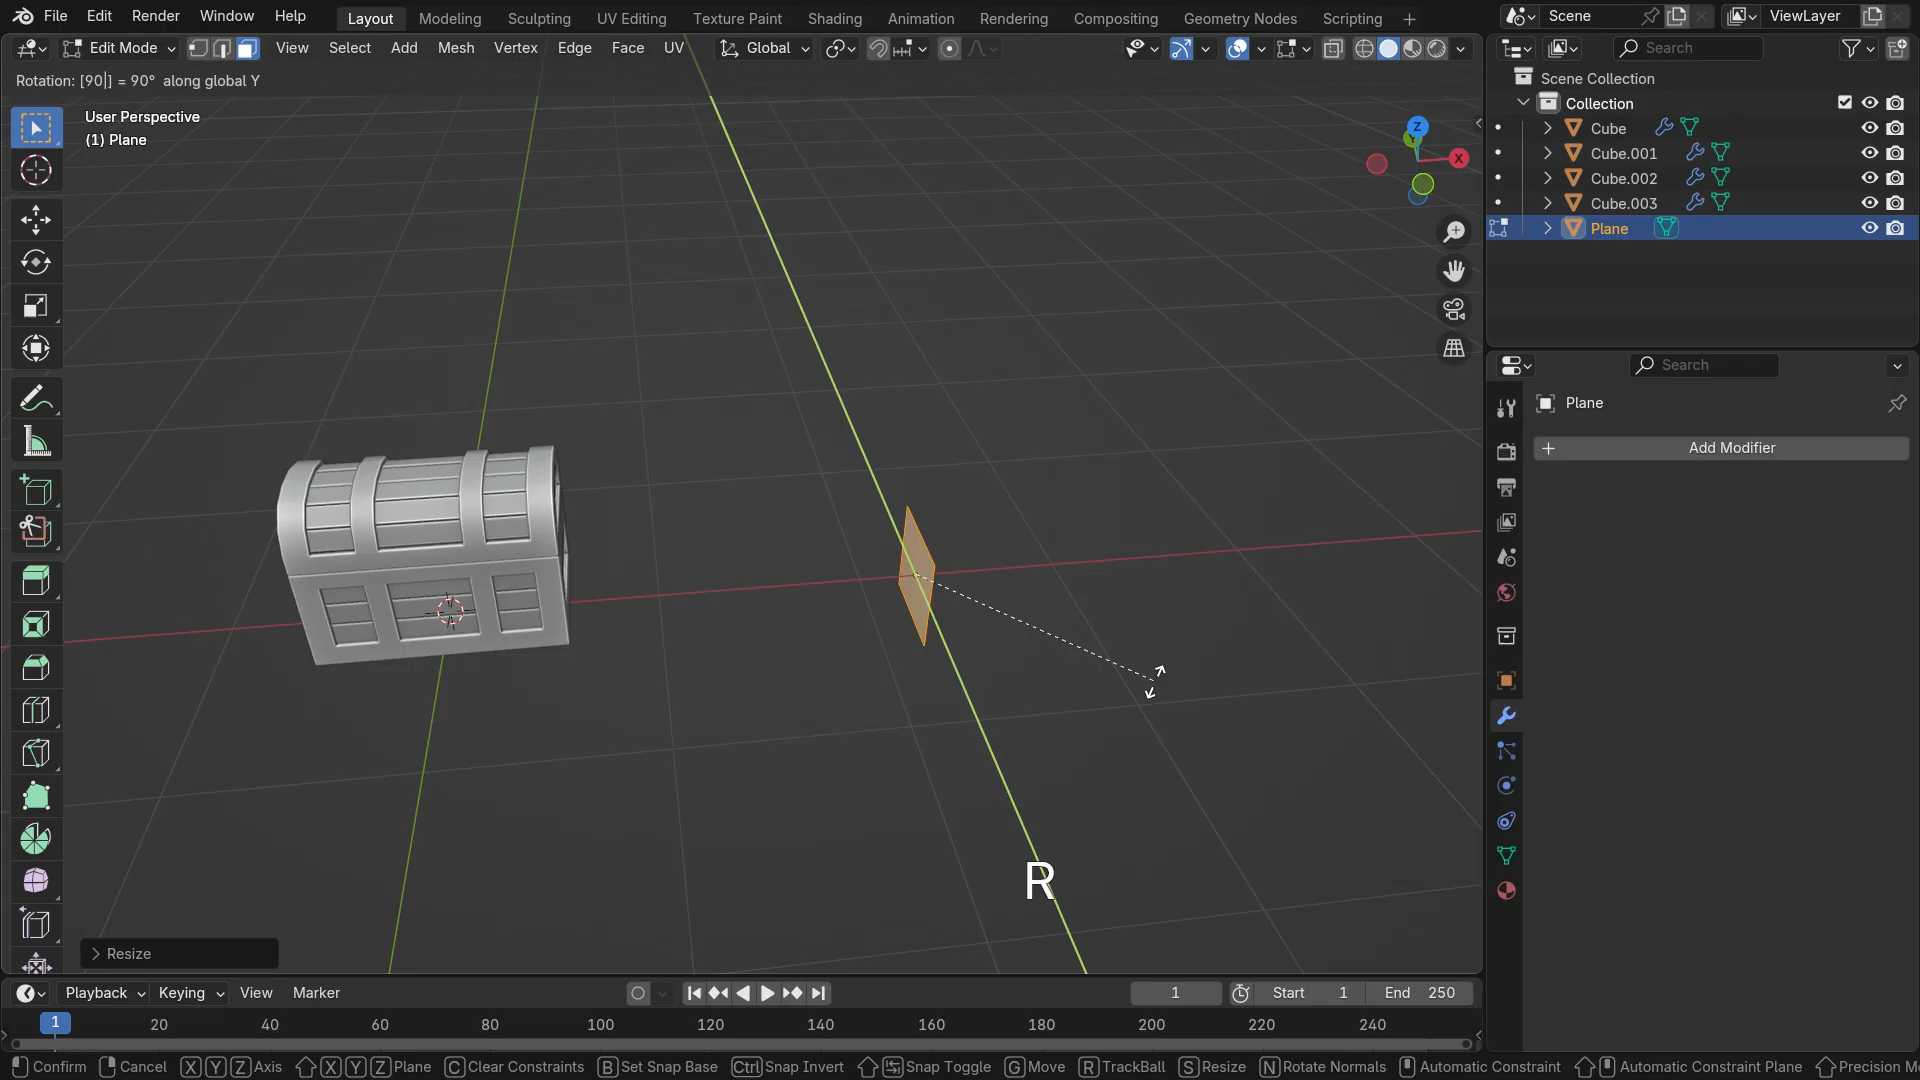 File Edit Render Window Help Layout Modeling Sculpting UV Editing Texture Paint Shading Animation Rendering Compositing Geometry Nodes Scripting + Scene ViewLayer
Edit Mode View Select Add Mesh Vertex Edge Face UV Global Search
Rotation: [90|] = 90° along global Y
User Perspective
(1) Plane
Z
X
Scene Collection
Collection
Cube
Cube.001
Cube.002
Cube.003
Plane
Search
Plane
+ Add Modifier
R
Resize
Playback Keying View Marker 1 Start 1 End 250
1 20 40 60 80 100 120 140 160 180 200 220 240
Confirm Cancel X Y Z Axis X Y Z Plane C Clear Constraints B Set Snap Base Ctrl Snap Invert Snap Toggle G Move R TrackBall S Resize N Rotate Normals Automatic Constraint Automatic Constraint Plane Precision M